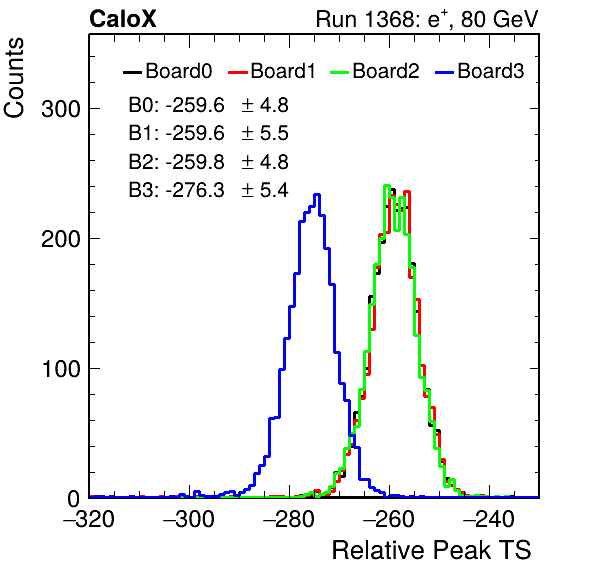 CaloX Run 1368: e⁺, 80 GeV
Counts
Board0 Board1 Board2 Board3
B0: -259.6 ± 4.8
B1: -259.6 ± 5.5
B2: -259.8 ± 4.8
B3: -276.3 ± 5.4
300
200
100
0
−320 −300 −280 −260 −240
Relative Peak TS